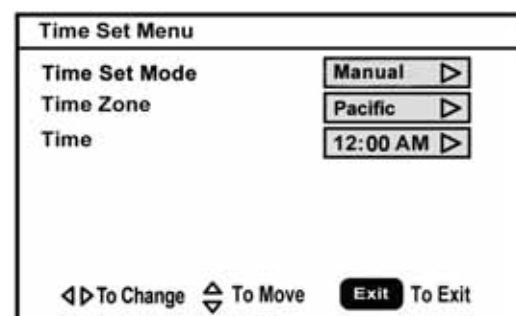 Time Set Menu
Time Set Mode Manual
Time Zone Pacific
Time 12:00 AM
To Change To Move Exit To Exit